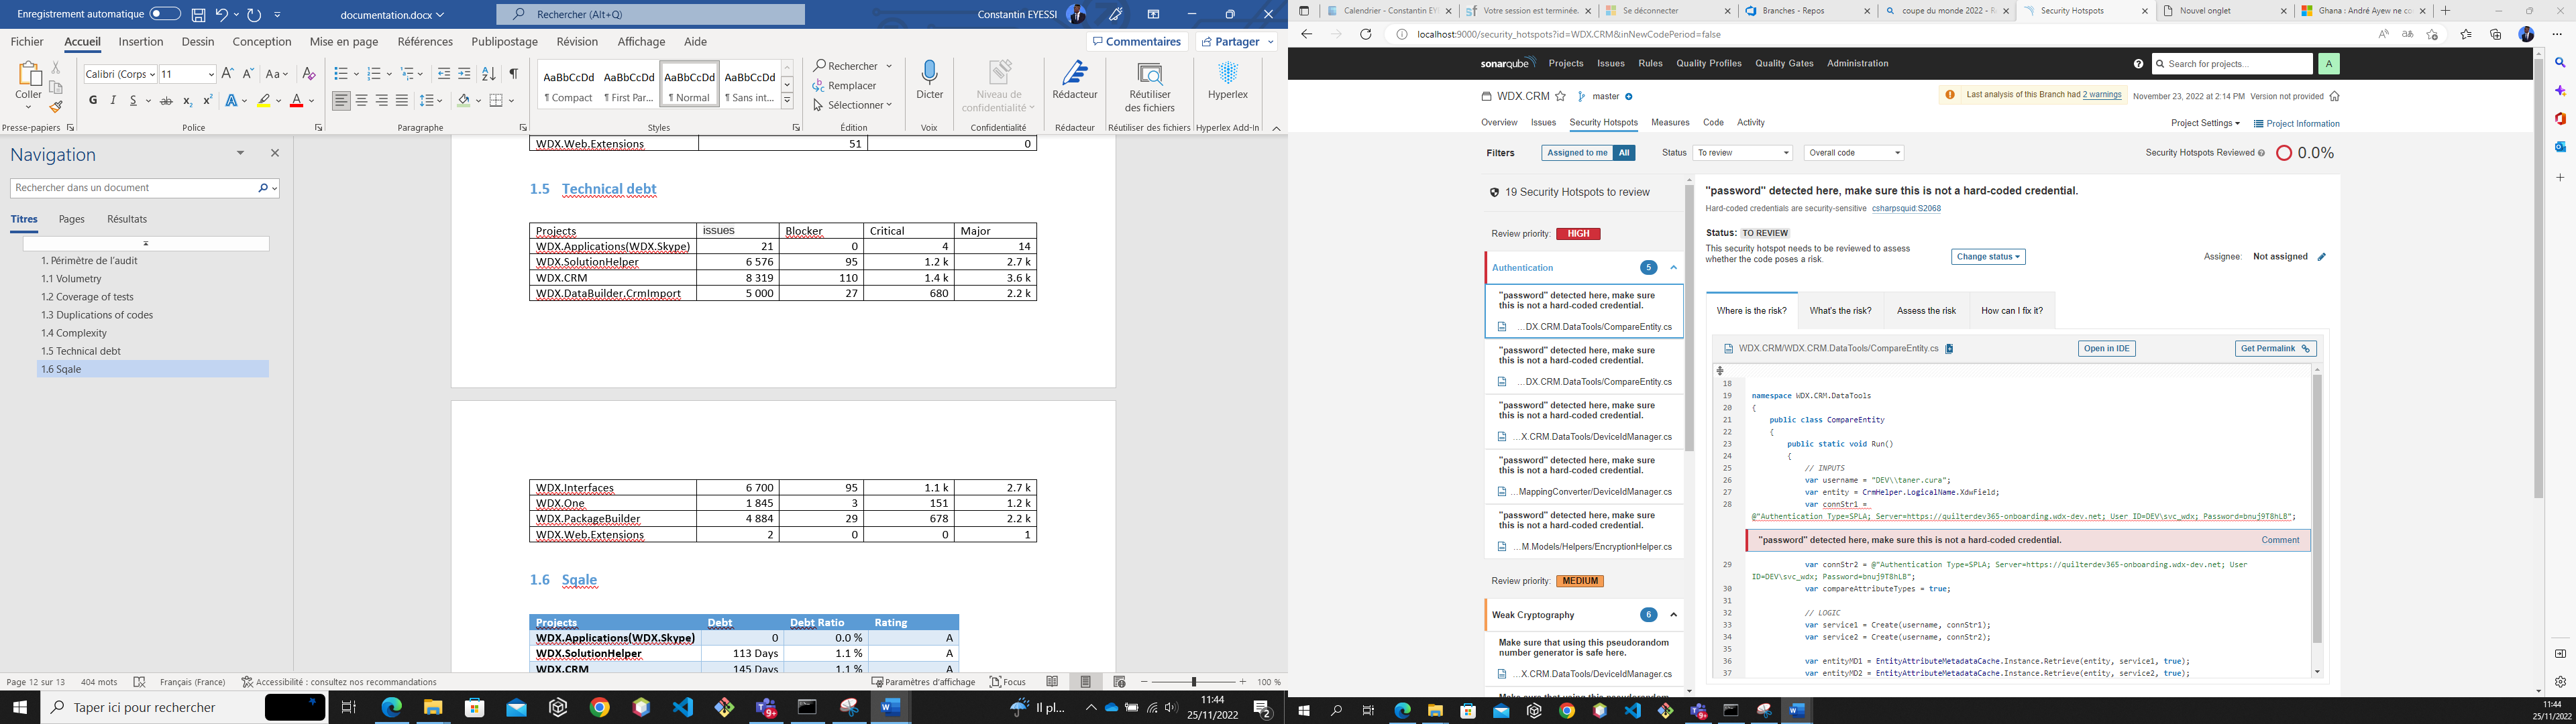 Enregistrement automatique
documentation.docx
Rechercher (Alt+Q)
Constantin EYESSI
Fichier Accueil Insertion Dessin Conception Mise en page Références Publipostage Révision Affichage Aide
Commentaires Partager
Coller
Calibri (Corps 11
G I S
AaBbCcDd AaBbCcDd AaBbCcDd AaBbCcDd
¶ Compact ¶ First Par... ¶ Normal ¶ Sans int...
Rechercher
Remplacer
Sélectionner
Dicter
Niveau de
confidentialité
Rédacteur
Réutiliser
des fichiers
Hyperlex
Presse-papiers Police Paragraphe Styles Édition Voix Confidentialité Rédacteur Réutiliser des fichiers Hyperlex Add-In
Navigation
Rechercher dans un document
Titres Pages Résultats
1. Périmètre de l'audit
1.1 Volumetry
1.2 Coverage of tests
1.3 Duplications of codes
1.4 Complexity
1.5 Technical debt
1.6 Sqale
WDX.Web.Extensions 51 0
1.5 Technical debt
Projects issues Blocker Critical Major
WDX.Applications(WDX.Skype) 21 0 4 14
WDX.SolutionHelper 6 576 95 1.2 k 2.7 k
WDX.CRM 8 319 110 1.4 k 3.6 k
WDX.DataBuilder.CrmImport 5 000 27 680 2.2 k
WDX.Interfaces 6 700 95 1.1 k 2.7 k
WDX.One 1 845 3 151 1.2 k
WDX.PackageBuilder 4 884 29 678 2.2 k
WDX.Web.Extensions 2 0 0 1
1.6 Sqale
Projects Debt Debt Ratio Rating
WDX.Applications(WDX.Skype) 0 0.0 % A
WDX.SolutionHelper 113 Days 1.1 % A
WDX.CRM 145 Days 1.1 % A
Page 12 sur 13 404 mots Français (France) Accessibilité : consultez nos recommandations
Paramètres d'affichage Focus 100 %
Taper ici pour rechercher
Il pl...
11:44
25/11/2022
Calendrier - Constantin EY
Votre session est terminée.
Se déconnecter
Branches - Repos
coupe du monde 2022 - R
Security Hotspots
Nouvel onglet
Ghana : André Ayew ne co
localhost:9000/security_hotspots?id=WDX.CRM&inNewCodePeriod=false
sonarqube Projects Issues Rules Quality Profiles Quality Gates Administration
Search for projects...
A
WDX.CRM master
Last analysis of this Branch had 2 warnings November 23, 2022 at 2:14 PM Version not provided
Overview Issues Security Hotspots Measures Code Activity
Project Settings Project Information
Filters Assigned to me All Status To review Overall code
Security Hotspots Reviewed 0.0%
19 Security Hotspots to review
Review priority: HIGH
Authentication 5
"password" detected here, make sure
this is not a hard-coded credential.
...DX.CRM.DataTools/CompareEntity.cs
"password" detected here, make sure
this is not a hard-coded credential.
...DX.CRM.DataTools/CompareEntity.cs
"password" detected here, make sure
this is not a hard-coded credential.
...X.CRM.DataTools/DeviceIdManager.cs
"password" detected here, make sure
this is not a hard-coded credential.
...MappingConverter/DeviceIdManager.cs
"password" detected here, make sure
this is not a hard-coded credential.
...M.Models/Helpers/EncryptionHelper.cs
Review priority: MEDIUM
Weak Cryptography 6
Make sure that using this pseudorandom
number generator is safe here.
...X.CRM.DataTools/DeviceIdManager.cs
Make sure that using this pseudorandom
"password" detected here, make sure this is not a hard-coded credential.
Hard-coded credentials are security-sensitive csharpsquid:S2068
Status: TO REVIEW
This security hotspot needs to be reviewed to assess
whether the code poses a risk.
Change status
Assignee: Not assigned
Where is the risk? What's the risk? Assess the risk How can I fix it?
WDX.CRM/WDX.CRM.DataTools/CompareEntity.cs
Open in IDE
Get Permalink
18
19 namespace WDX.CRM.DataTools
20 {
21 public class CompareEntity
22 {
23 public static void Run()
24 {
25 // INPUTS
26 var username = "DEV\\taner.cura";
27 var entity = CrmHelper.LogicalName.XdwField;
28 var connStr1 =
@"Authentication Type=SPLA; Server=https://quilterdev365-onboarding.wdx-dev.net; User ID=DEV\svc_wdx; Password=bnuj9T8hLB";
"password" detected here, make sure this is not a hard-coded credential. Comment
29 var connStr2 = @"Authentication Type=SPLA; Server=https://quilterdev365-onboarding.wdx-dev.net; User
ID=DEV\svc_wdx; Password=bnuj9T8hLB";
30 var compareAttributeTypes = true;
31
32 // LOGIC
33 var service1 = Create(username, connStr1);
34 var service2 = Create(username, connStr2);
35
36 var entityMD1 = EntityAttributeMetadataCache.Instance.Retrieve(entity, service1, true);
37 var entityMD2 = EntityAttributeMetadataCache.Instance.Retrieve(entity, service2, true);
11:44
25/11/2022